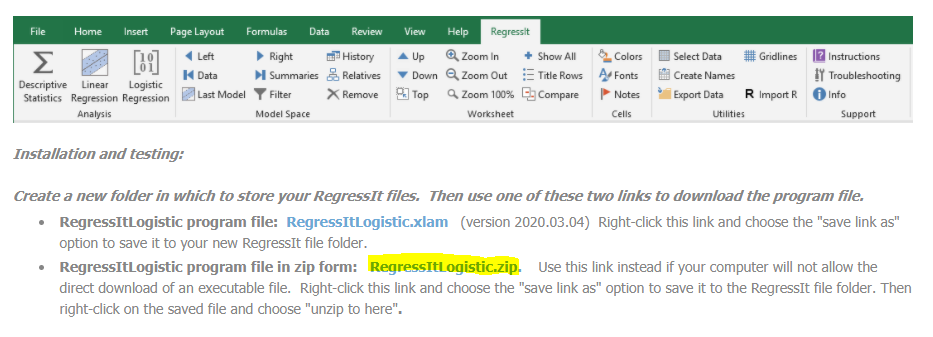 File Home Insert Page Layout Formulas Data Review View Help RegressIt
Left Right History Up Zoom In Show All Colors Select Data Gridlines Instructions
Descriptive Linear Logistic Data Summaries Relatives Down Zoom Out Title Rows Fonts Create Names Troubleshooting
Statistics Regression Regression Last Model Filter Remove Top Zoom 100% Compare Notes Export Data R Import R Info
Analysis Model Space Worksheet Cells Utilities Support
Installation and testing:
Create a new folder in which to store your RegressIt files. Then use one of these two links to download the program file.
• RegressItLogistic program file: RegressItLogistic.xlam (version 2020.03.04) Right-click this link and choose the "save link as"
option to save it to your new RegressIt file folder.
• RegressItLogistic program file in zip form: RegressItLogistic.zip. Use this link instead if your computer will not allow the
direct download of an executable file. Right-click this link and choose the "save link as" option to save it to the RegressIt file folder. Then
right-click on the saved file and choose "unzip to here".